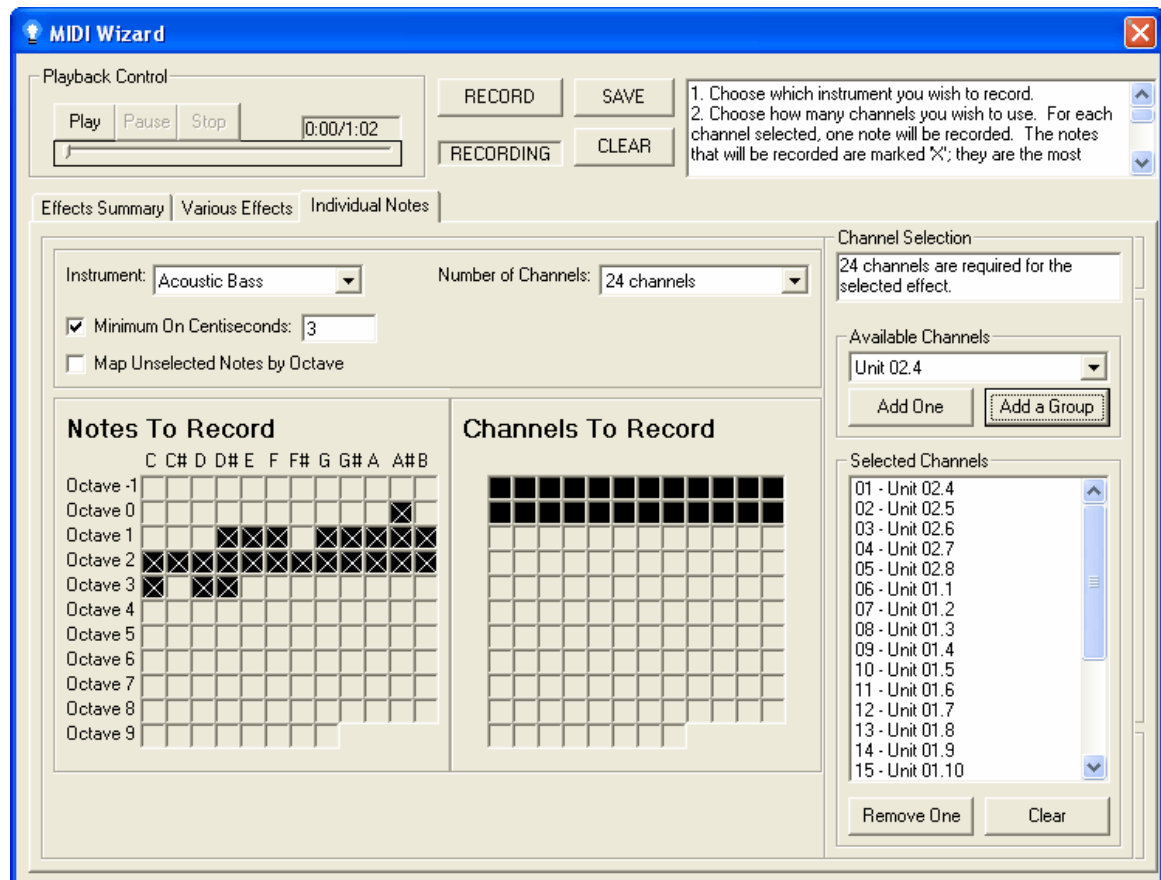 MIDI Wizard
Playback Control
Play Pause Stop 0:00/1:02
RECORD SAVE
RECORDING CLEAR
1. Choose which instrument you wish to record.
2. Choose how many channels you wish to use. For each
channel selected, one note will be recorded. The notes
that will be recorded are marked 'X'; they are the most
Effects Summary Various Effects Individual Notes
Instrument: Acoustic Bass Number of Channels: 24 channels
Minimum On Centiseconds: 3
Map Unselected Notes by Octave
Notes To Record
C C# D D# E F F# G G# A A# B
Octave -1
Octave 0
Octave 1
Octave 2
Octave 3
Octave 4
Octave 5
Octave 6
Octave 7
Octave 8
Octave 9
Channels To Record
Channel Selection
24 channels are required for the
selected effect.
Available Channels
Unit 02.4
Add One Add a Group
Selected Channels
01 - Unit 02.4
02 - Unit 02.5
03 - Unit 02.6
04 - Unit 02.7
05 - Unit 02.8
06 - Unit 01.1
07 - Unit 01.2
08 - Unit 01.3
09 - Unit 01.4
10 - Unit 01.5
11 - Unit 01.6
12 - Unit 01.7
13 - Unit 01.8
14 - Unit 01.9
15 - Unit 01.10
Remove One Clear